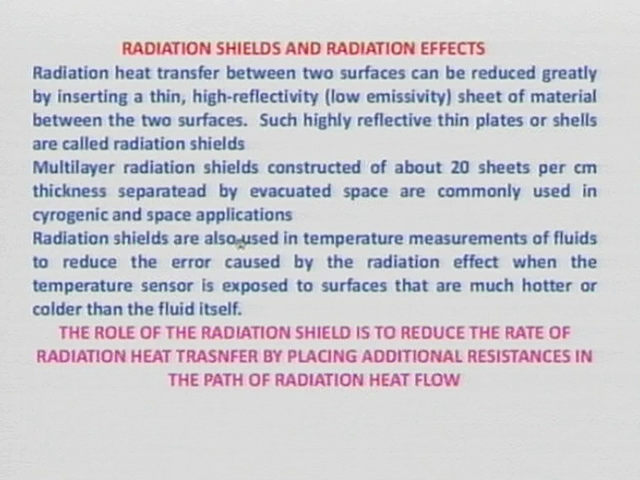 RADIATION SHIELDS AND RADIATION EFFECTS
Radiation heat transfer between two surfaces can be reduced greatly
by inserting a thin, high-reflectivity (low emissivity) sheet of material
between the two surfaces. Such highly reflective thin plates or shells
are called radiation shields
Multilayer radiation shields constructed of about 20 sheets per cm
thickness separatead by evacuated space are commonly used in
cyrogenic and space applications
Radiation shields are also used in temperature measurements of fluids
to reduce the error caused by the radiation effect when the
temperature sensor is exposed to surfaces that are much hotter or
colder than the fluid itself.
THE ROLE OF THE RADIATION SHIELD IS TO REDUCE THE RATE OF
RADIATION HEAT TRASNFER BY PLACING ADDITIONAL RESISTANCES IN
THE PATH OF RADIATION HEAT FLOW